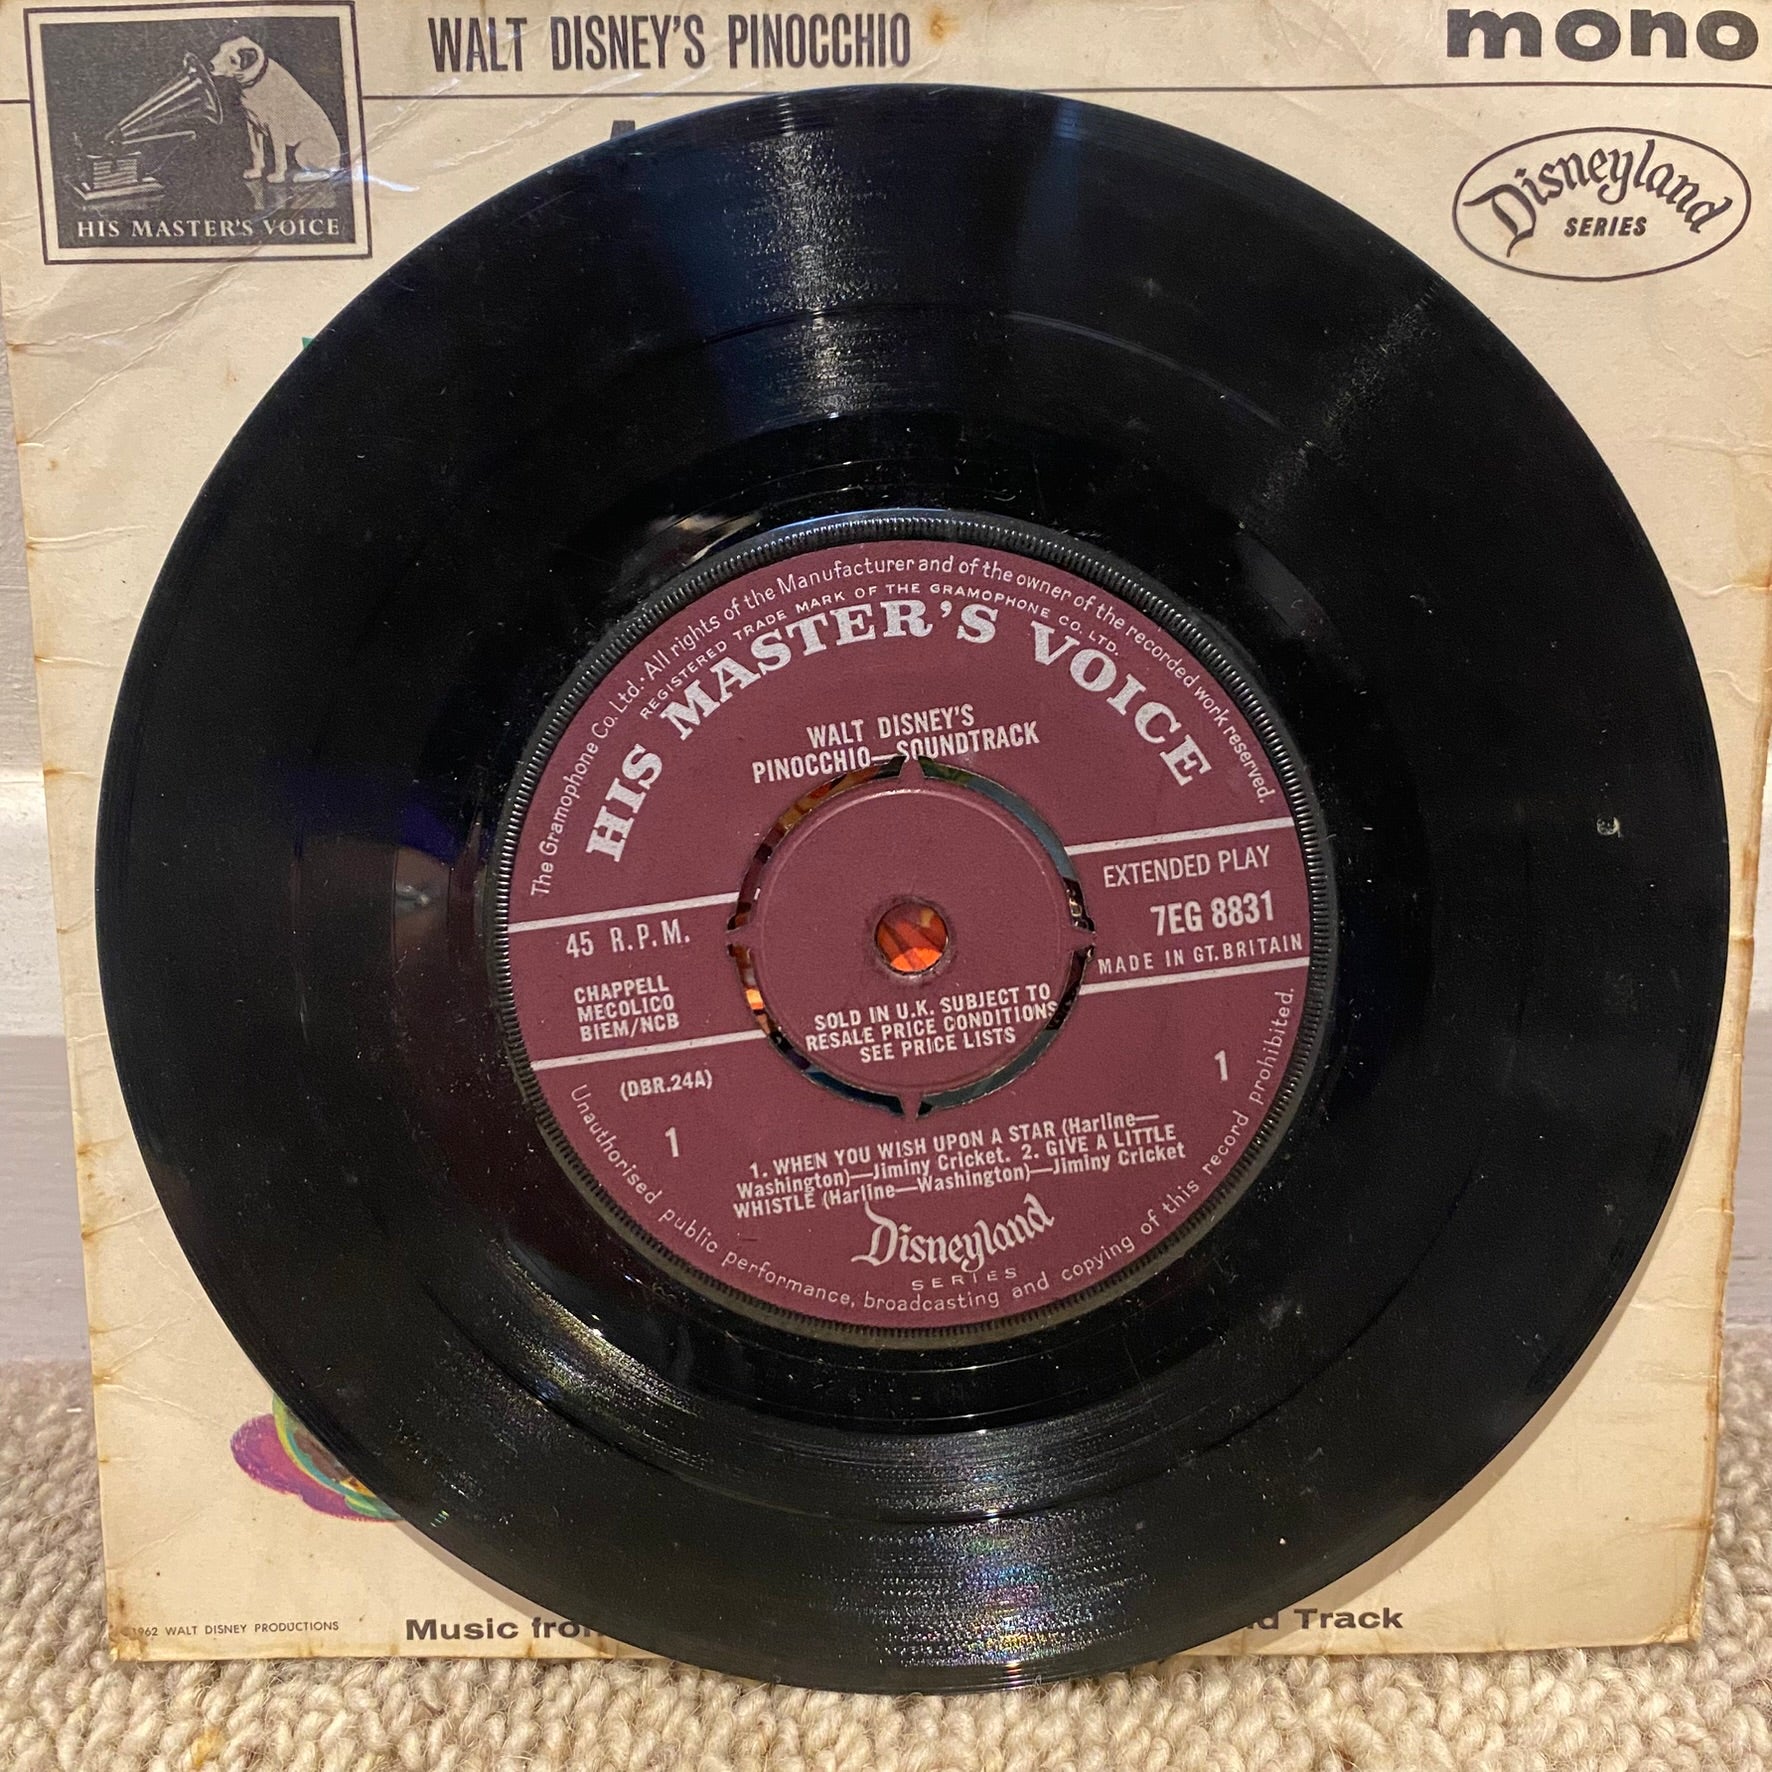 WALT DISNEY'S PINOCCHIO
mono
HIS MASTER'S VOICE
Disneyland
SERIES
The Gramophone Co. Ltd. · All rights of the Manufacturer and of the owner of the recorded work reserved.
REGISTERED TRADE MARK OF THE GRAMOPHONE CO. LTD.
HIS MASTER'S VOICE
WALT DISNEY'S
PINOCCHIO—SOUNDTRACK
EXTENDED PLAY
7EG 8831
MADE IN GT. BRITAIN
45 R.P.M.
CHAPPELL
MECOLICO
BIEM/NCB
SOLD IN U.K. SUBJECT TO
RESALE PRICE CONDITIONS
SEE PRICE LISTS
(DBR.24A)
1
1
1. WHEN YOU WISH UPON A STAR (Harline—
Washington)—Jiminy Cricket. 2. GIVE A LITTLE
WHISTLE (Harline—Washington)—Jiminy Cricket
Disneyland
SERIES
Unauthorised public performance, broadcasting and copying of this record prohibited.
1962 WALT DISNEY PRODUCTIONS
Music
Track